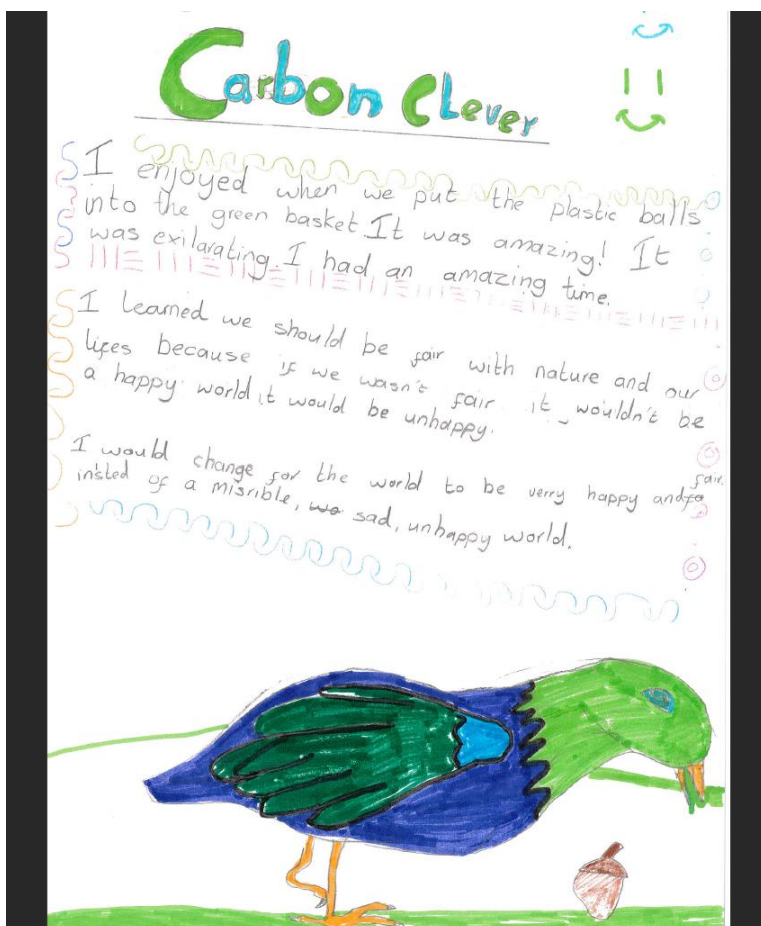 Carbon Clever
I enjoyed when we put the plastic balls
into the green basket. It was amazing! It
was exilarating. I had an amazing time.
I learned we should be fair with nature and our
lifes because if we wasn't fair it wouldn't be
a happy world it would be unhappy.
I would change for the world to be verry happy and fair
insted of a misrible, sad, unhappy world.